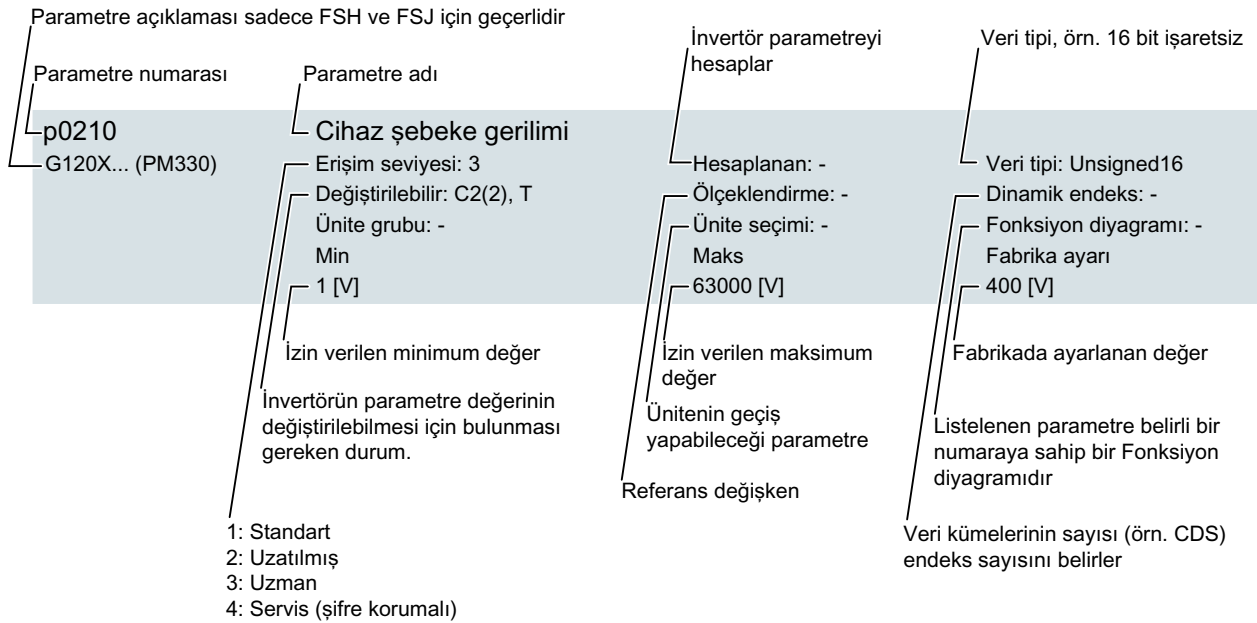 Parametre açıklaması sadece FSH ve FSJ için geçerlidir
Parametre numarası
Parametre adı
İnvertör parametreyi
hesaplar
Veri tipi, örn. 16 bit işaretsiz
p0210
Cihaz şebeke gerilimi
G120X... (PM330)
Erişim seviyesi: 3
Hesaplanan: -
Veri tipi: Unsigned16
Değiştirilebilir: C2(2), T
Ölçeklendirme: -
Dinamik endeks: -
Ünite grubu: -
Ünite seçimi: -
Fonksiyon diyagramı: -
Min
Maks
Fabrika ayarı
1 [V]
63000 [V]
400 [V]
İzin verilen minimum değer
İzin verilen maksimum
değer
Fabrikada ayarlanan değer
İnvertörün parametre değerinin
değiştirilebilmesi için bulunması
gereken durum.
Ünitenin geçiş
yapabileceği parametre
Listelenen parametre belirli bir
numaraya sahip bir Fonksiyon
diyagramıdır
Referans değişken
1: Standart
2: Uzatılmış
3: Uzman
4: Servis (şifre korumalı)
Veri kümelerinin sayısı (örn. CDS)
endeks sayısını belirler